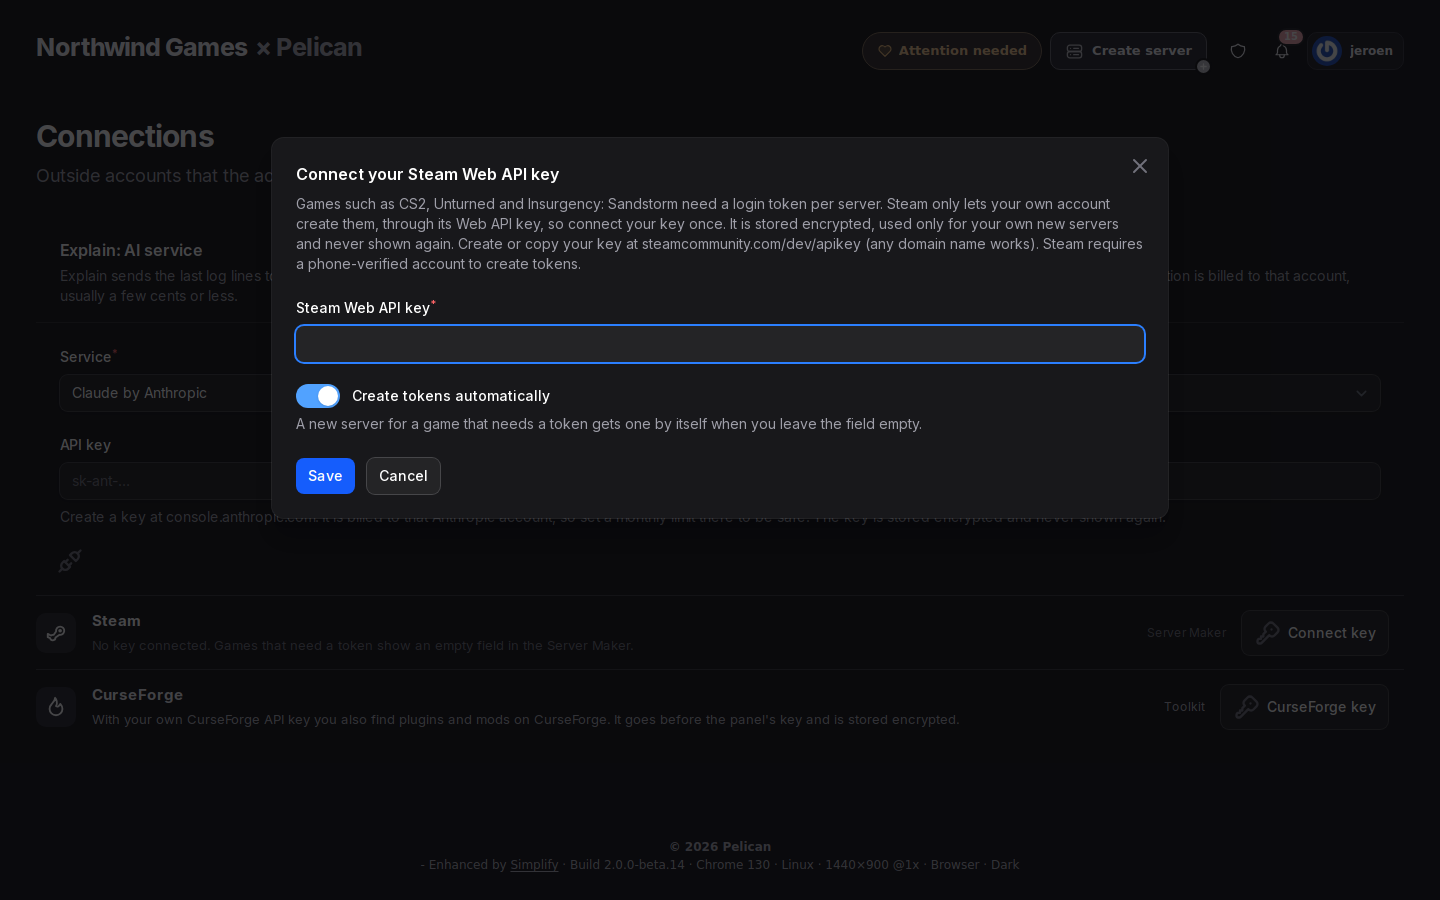 Northwind Games × Pelican
Attention needed
Create server
15
jeroen
Connections
Outside accounts that the ac
Connect your Steam Web API key
Games such as CS2, Unturned and Insurgency: Sandstorm need a login token per server. Steam only lets your own account
create them, through its Web API key, so connect your key once. It is stored encrypted, used only for your own new servers
and never shown again. Create or copy your key at steamcommunity.com/dev/apikey (any domain name works). Steam requires
a phone-verified account to create tokens.
Steam Web API key*
Create tokens automatically
A new server for a game that needs a token gets one by itself when you leave the field empty.
Save
Cancel
Explain: AI service
Explain sends the last log lines to
tion is billed to that account,
usually a few cents or less.
Service*
Claude by Anthropic
API key
sk-ant-...
Create a key at console.anthropic.com. It is billed to that Anthropic account, so set a monthly limit there to be safe. The key is stored encrypted and never shown again.
Steam
No key connected. Games that need a token show an empty field in the Server Maker.
Server Maker
Connect key
CurseForge
With your own CurseForge API key you also find plugins and mods on CurseForge. It goes before the panel's key and is stored encrypted.
Toolkit
CurseForge key
© 2026 Pelican
- Enhanced by Simplify · Build 2.0.0-beta.14 · Chrome 130 · Linux · 1440×900 @1x · Browser · Dark